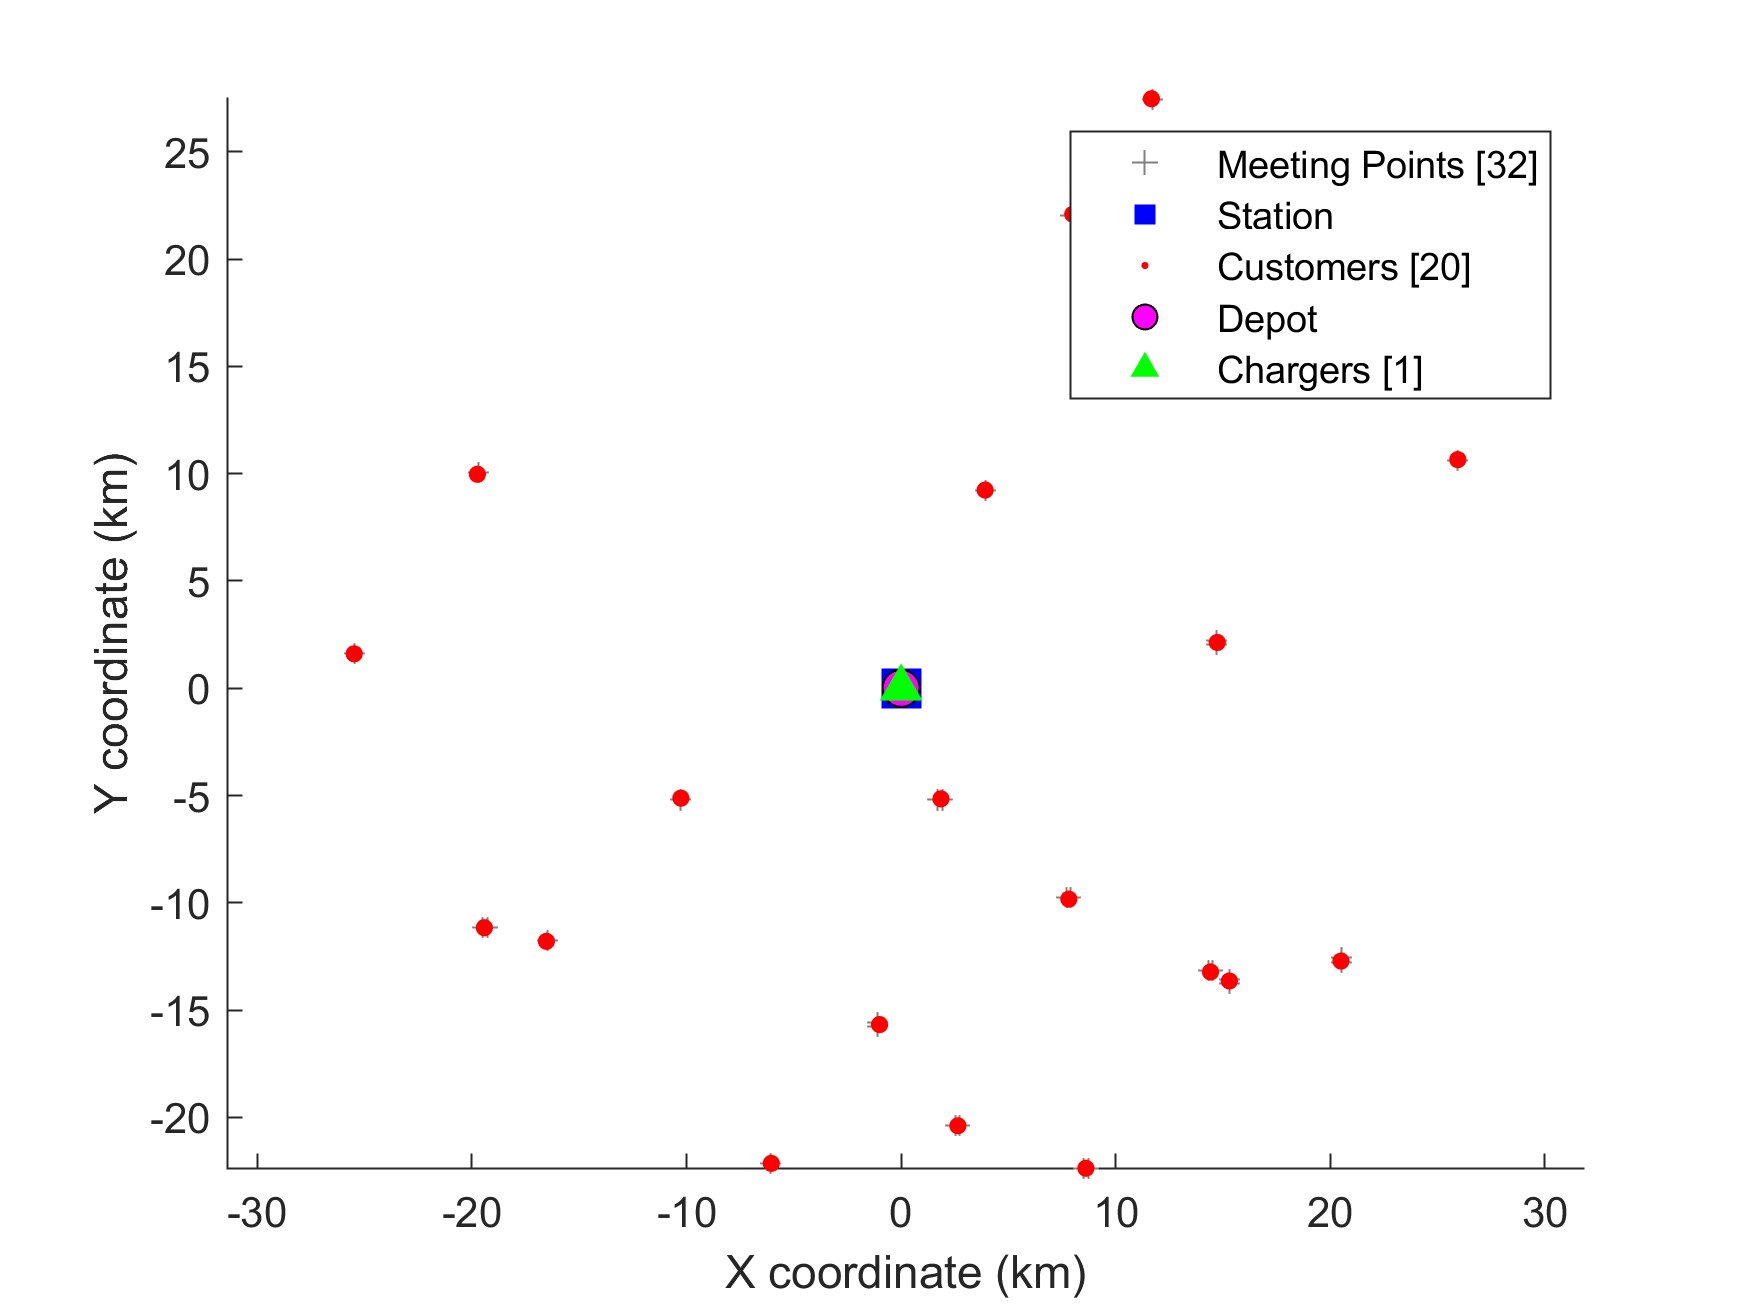 25
20
15
10
5
0
-5
-10
-15
-20
-30
-20
-10
0
10
20
30
X coordinate (km)
Y coordinate (km)
Meeting Points [32]
Station
Customers [20]
Depot
Chargers [1]